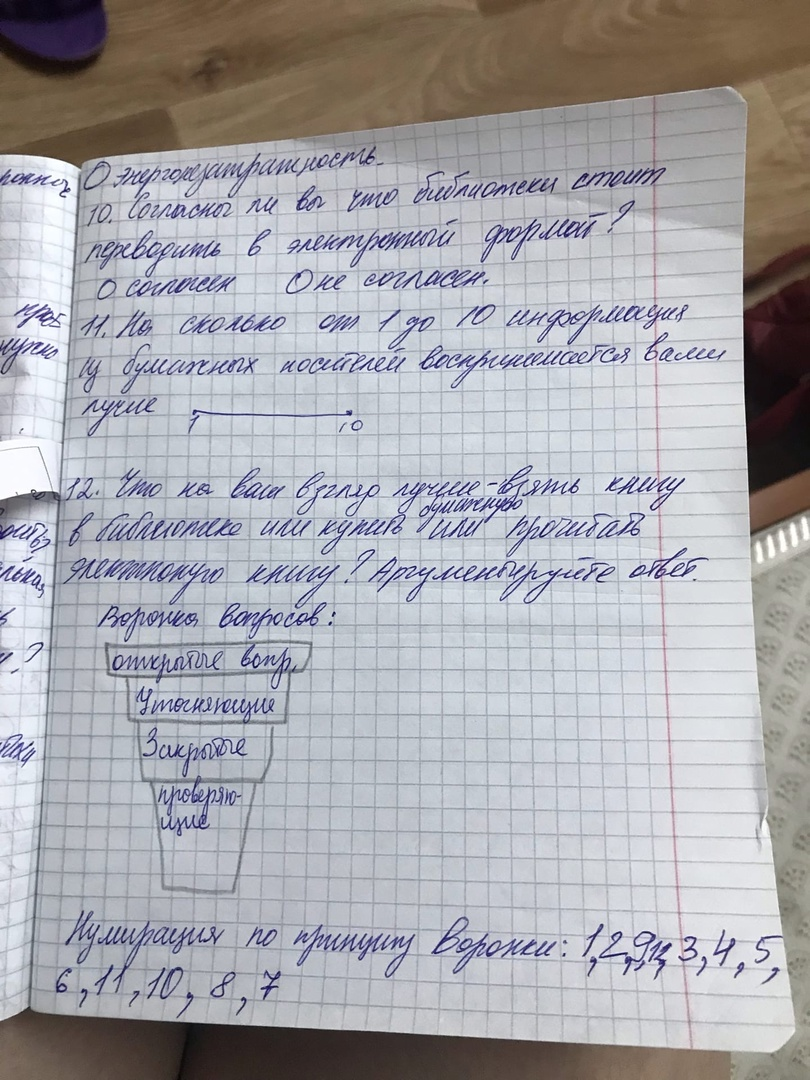 О энергорезатратность.
10. Согласны ли вы что библиотеки стоит
переводить в электронный формат?
О согласен О не согласен.
11. На сколько от 1 до 10 информация
из бумажных носителей воспринимается вами
лучше
1 10
12. Что на ваш взгляд лучше - взять книгу
бумажную
в библиотеке или купить или прочитать
электронную книгу? Аргументируйте ответ.
Воронка вопросов:
открытые вопр.
Уточняющие
Закрытые
проверяю-
щие
Нумирация по принципу Воронки: 1,2,9,12,3,4,5,
6,11,10,8,7